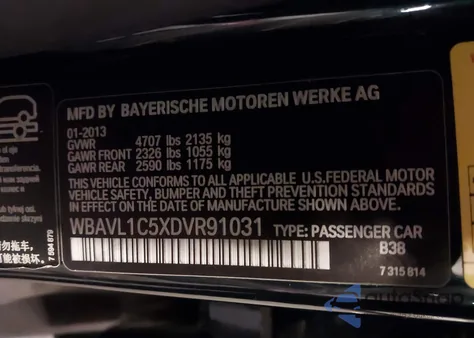 MFD BY BAYERISCHE MOTOREN WERKE AG
01-2013
GVWR 4707 lbs 2135 kg
GAWR FRONT 2326 lbs 1055 kg
GAWR REAR 2590 lbs 1175 kg
THIS VEHICLE CONFORMS TO ALL APPLICABLE U.S.FEDERAL MOTOR
VEHICLE SAFETY, BUMPER AND THEFT PREVENTION STANDARDS
IN EFFECT ON THE DATE OF MANUFACTURE SHOWN ABOVE.
WBAVL1C5XDVR91031 TYPE: PASSENGER CAR
B38
7 315 814
7 504 879